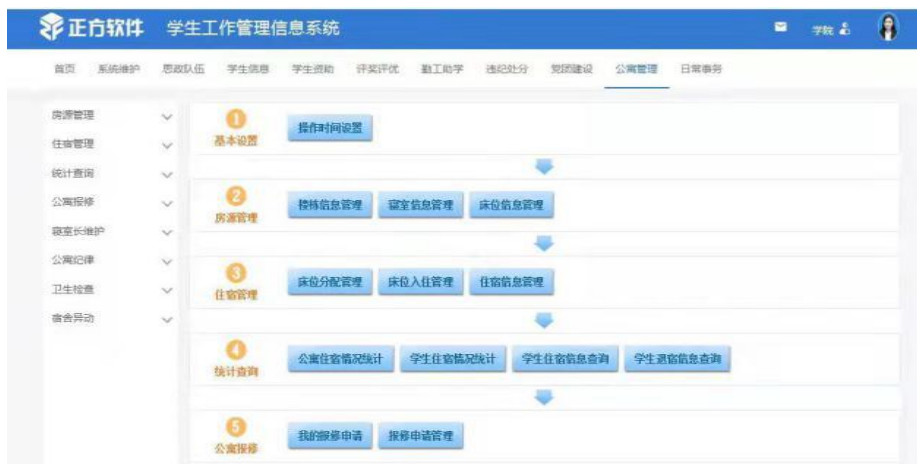 正方软件 学生工作管理信息系统 学院
首页 系统维护 思政队伍 学生信息 学生资助 评奖评优 勤工助学 违纪处分 党团建设 公寓管理 日常事务
房源管理
住宿管理
统计查询
公寓报修
寝室长维护
公寓纪律
卫生检查
宿舍异动
1
基本设置
操作时间设置
2
房源管理
楼栋信息管理 寝室信息管理 床位信息管理
3
住宿管理
床位分配管理 床位入住管理 住宿信息管理
4
统计查询
公寓住宿情况统计 学生住宿情况统计 学生住宿信息查询 学生退宿信息查询
5
公寓报修
我的报修申请 报修申请管理